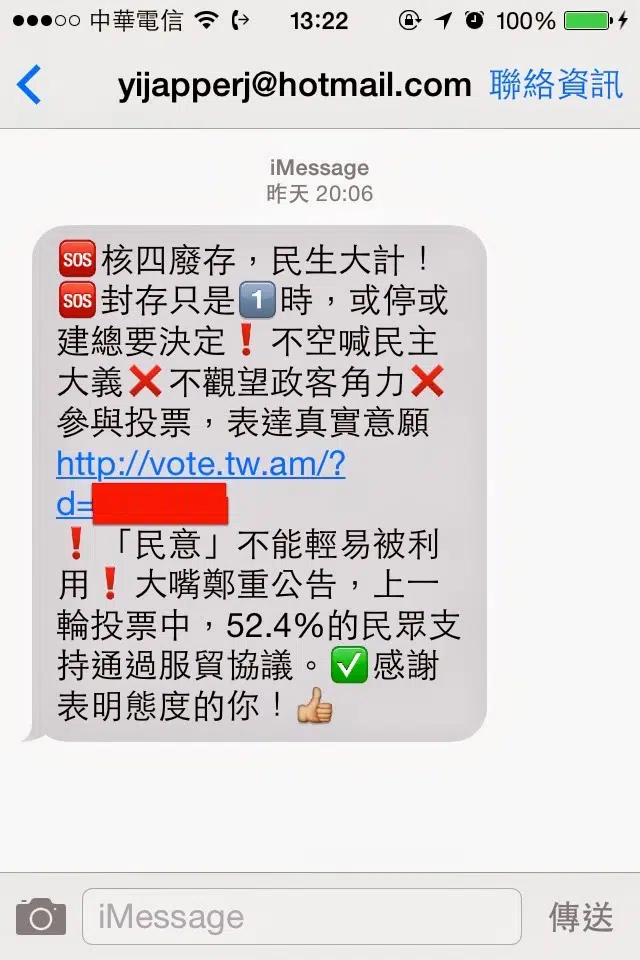 中華電信 13:22 100%
yijapperj@hotmail.com 聯絡資訊
iMessage
昨天 20:06
🆘核四廢存，民生大計！
🆘封存只是1️⃣時，或停或
建總要決定❗不空喊民主
大義❌不觀望政客角力❌
參與投票，表達真實意願
http://vote.tw.am/?
d=
❗「民意」不能輕易被利
用❗大嘴鄭重公告，上一
輪投票中，52.4%的民眾支
持通過服貿協議。✅感謝
表明態度的你！👍
iMessage 傳送